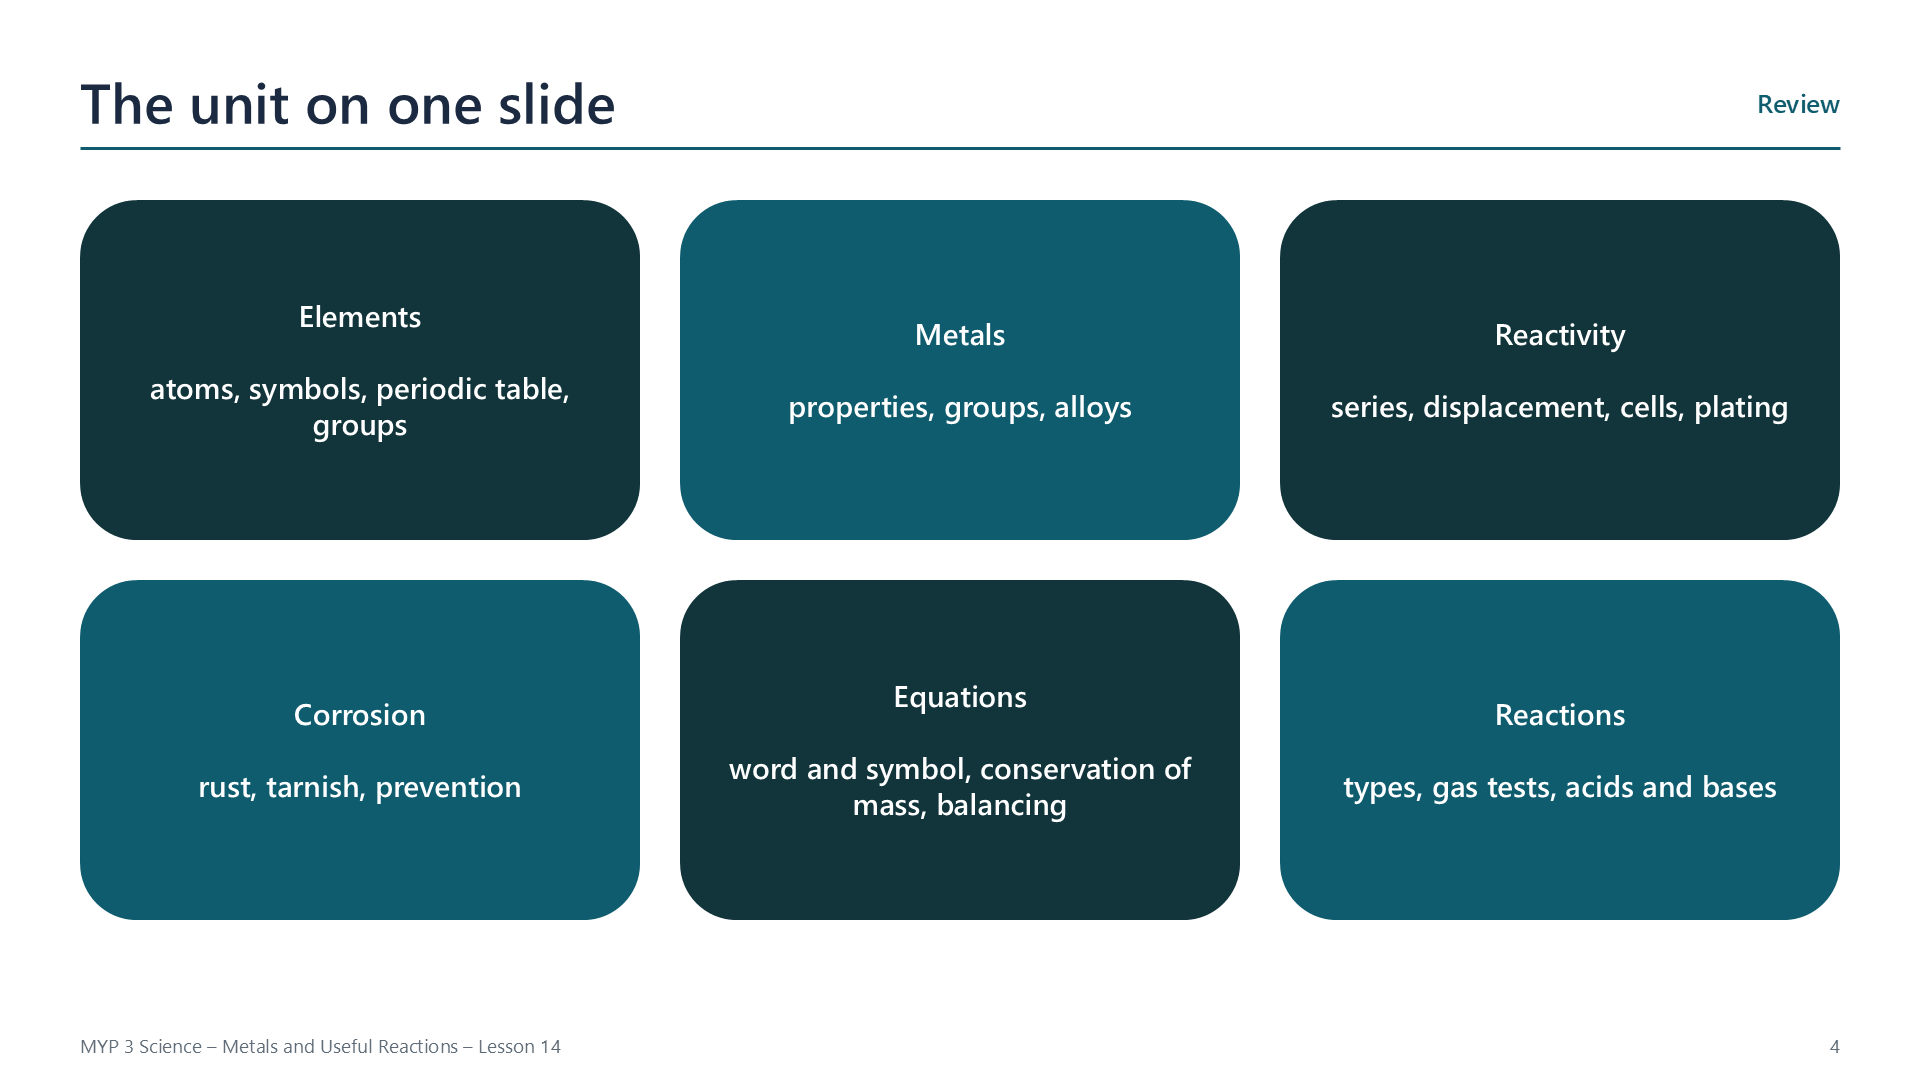 The unit on one slide
Review
Elements
atoms, symbols, periodic table,
groups
Metals
properties, groups, alloys
Reactivity
series, displacement, cells, plating
Corrosion
rust, tarnish, prevention
Equations
word and symbol, conservation of
mass, balancing
Reactions
types, gas tests, acids and bases
MYP 3 Science – Metals and Useful Reactions – Lesson 14
4